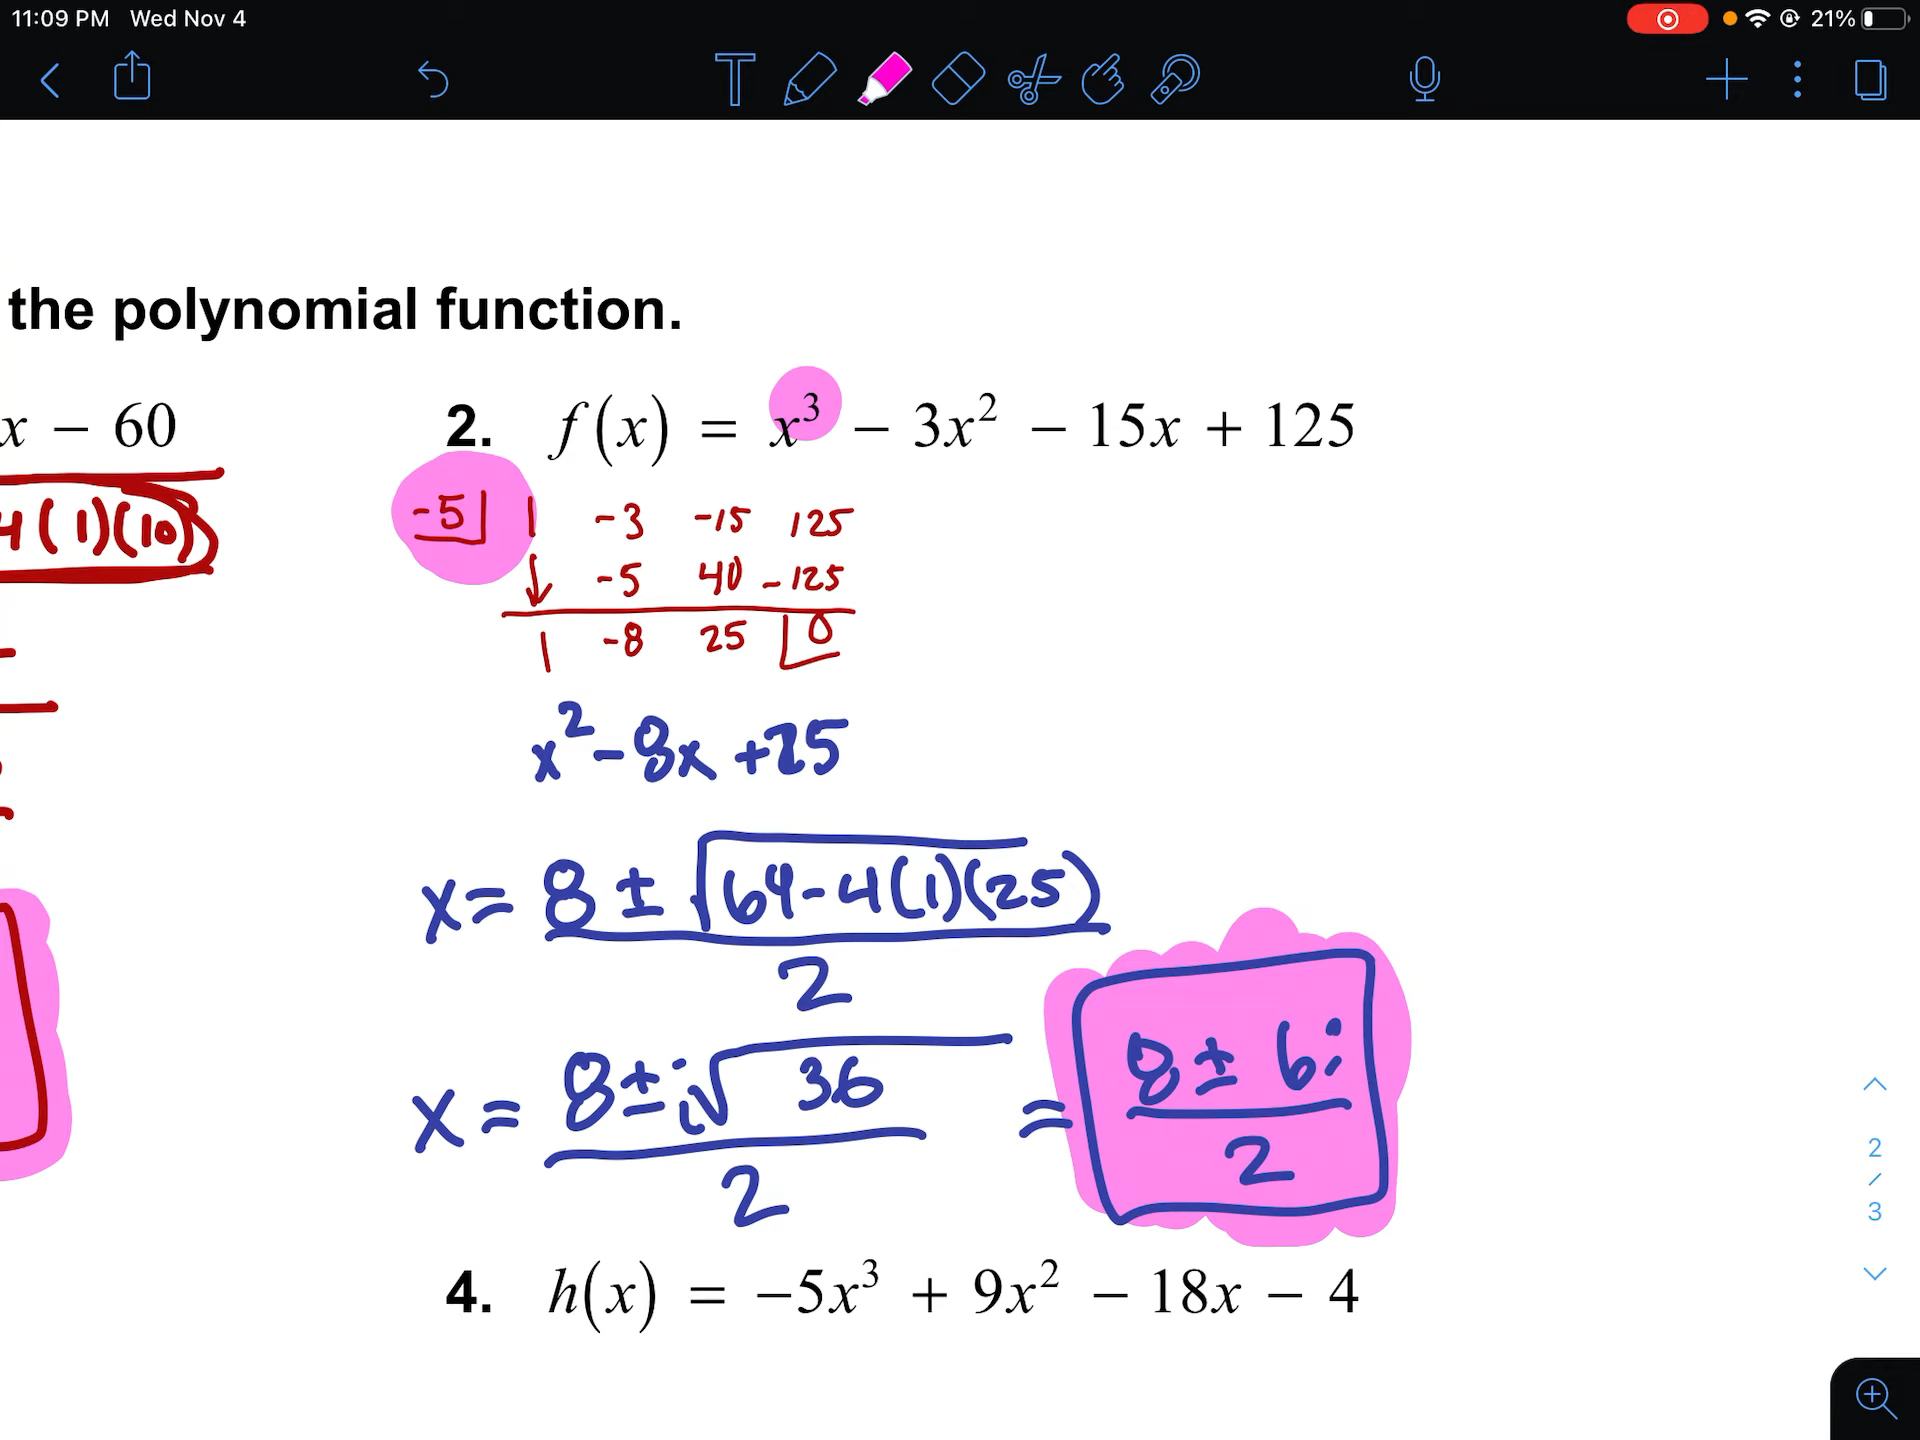 11:09 PM Wed Nov 4
21%
T
the polynomial function.
x − 60
4(1)(10)
2. f(x) = x³ − 3x² − 15x + 125
-5 1 -3 -15 125
-5 40 -125
1 -8 25 0
x² - 8x + 25
x = 8 ± √64-4(1)(25)
2
x = 8 ± i√36 = 8 ± 6i
2 2
4. h(x) = −5x³ + 9x² − 18x − 4
2
/
3